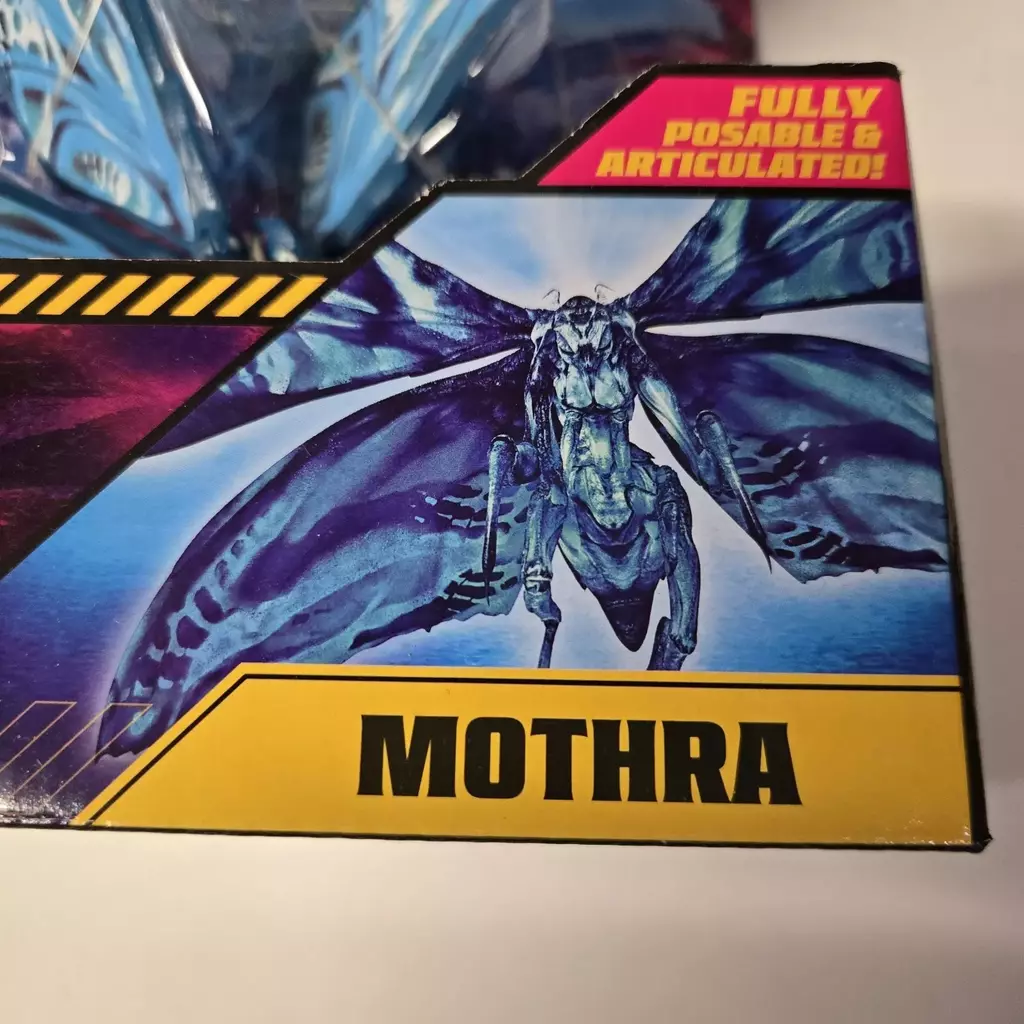 FULLY
POSABLE &
ARTICULATED!
MOTHRA